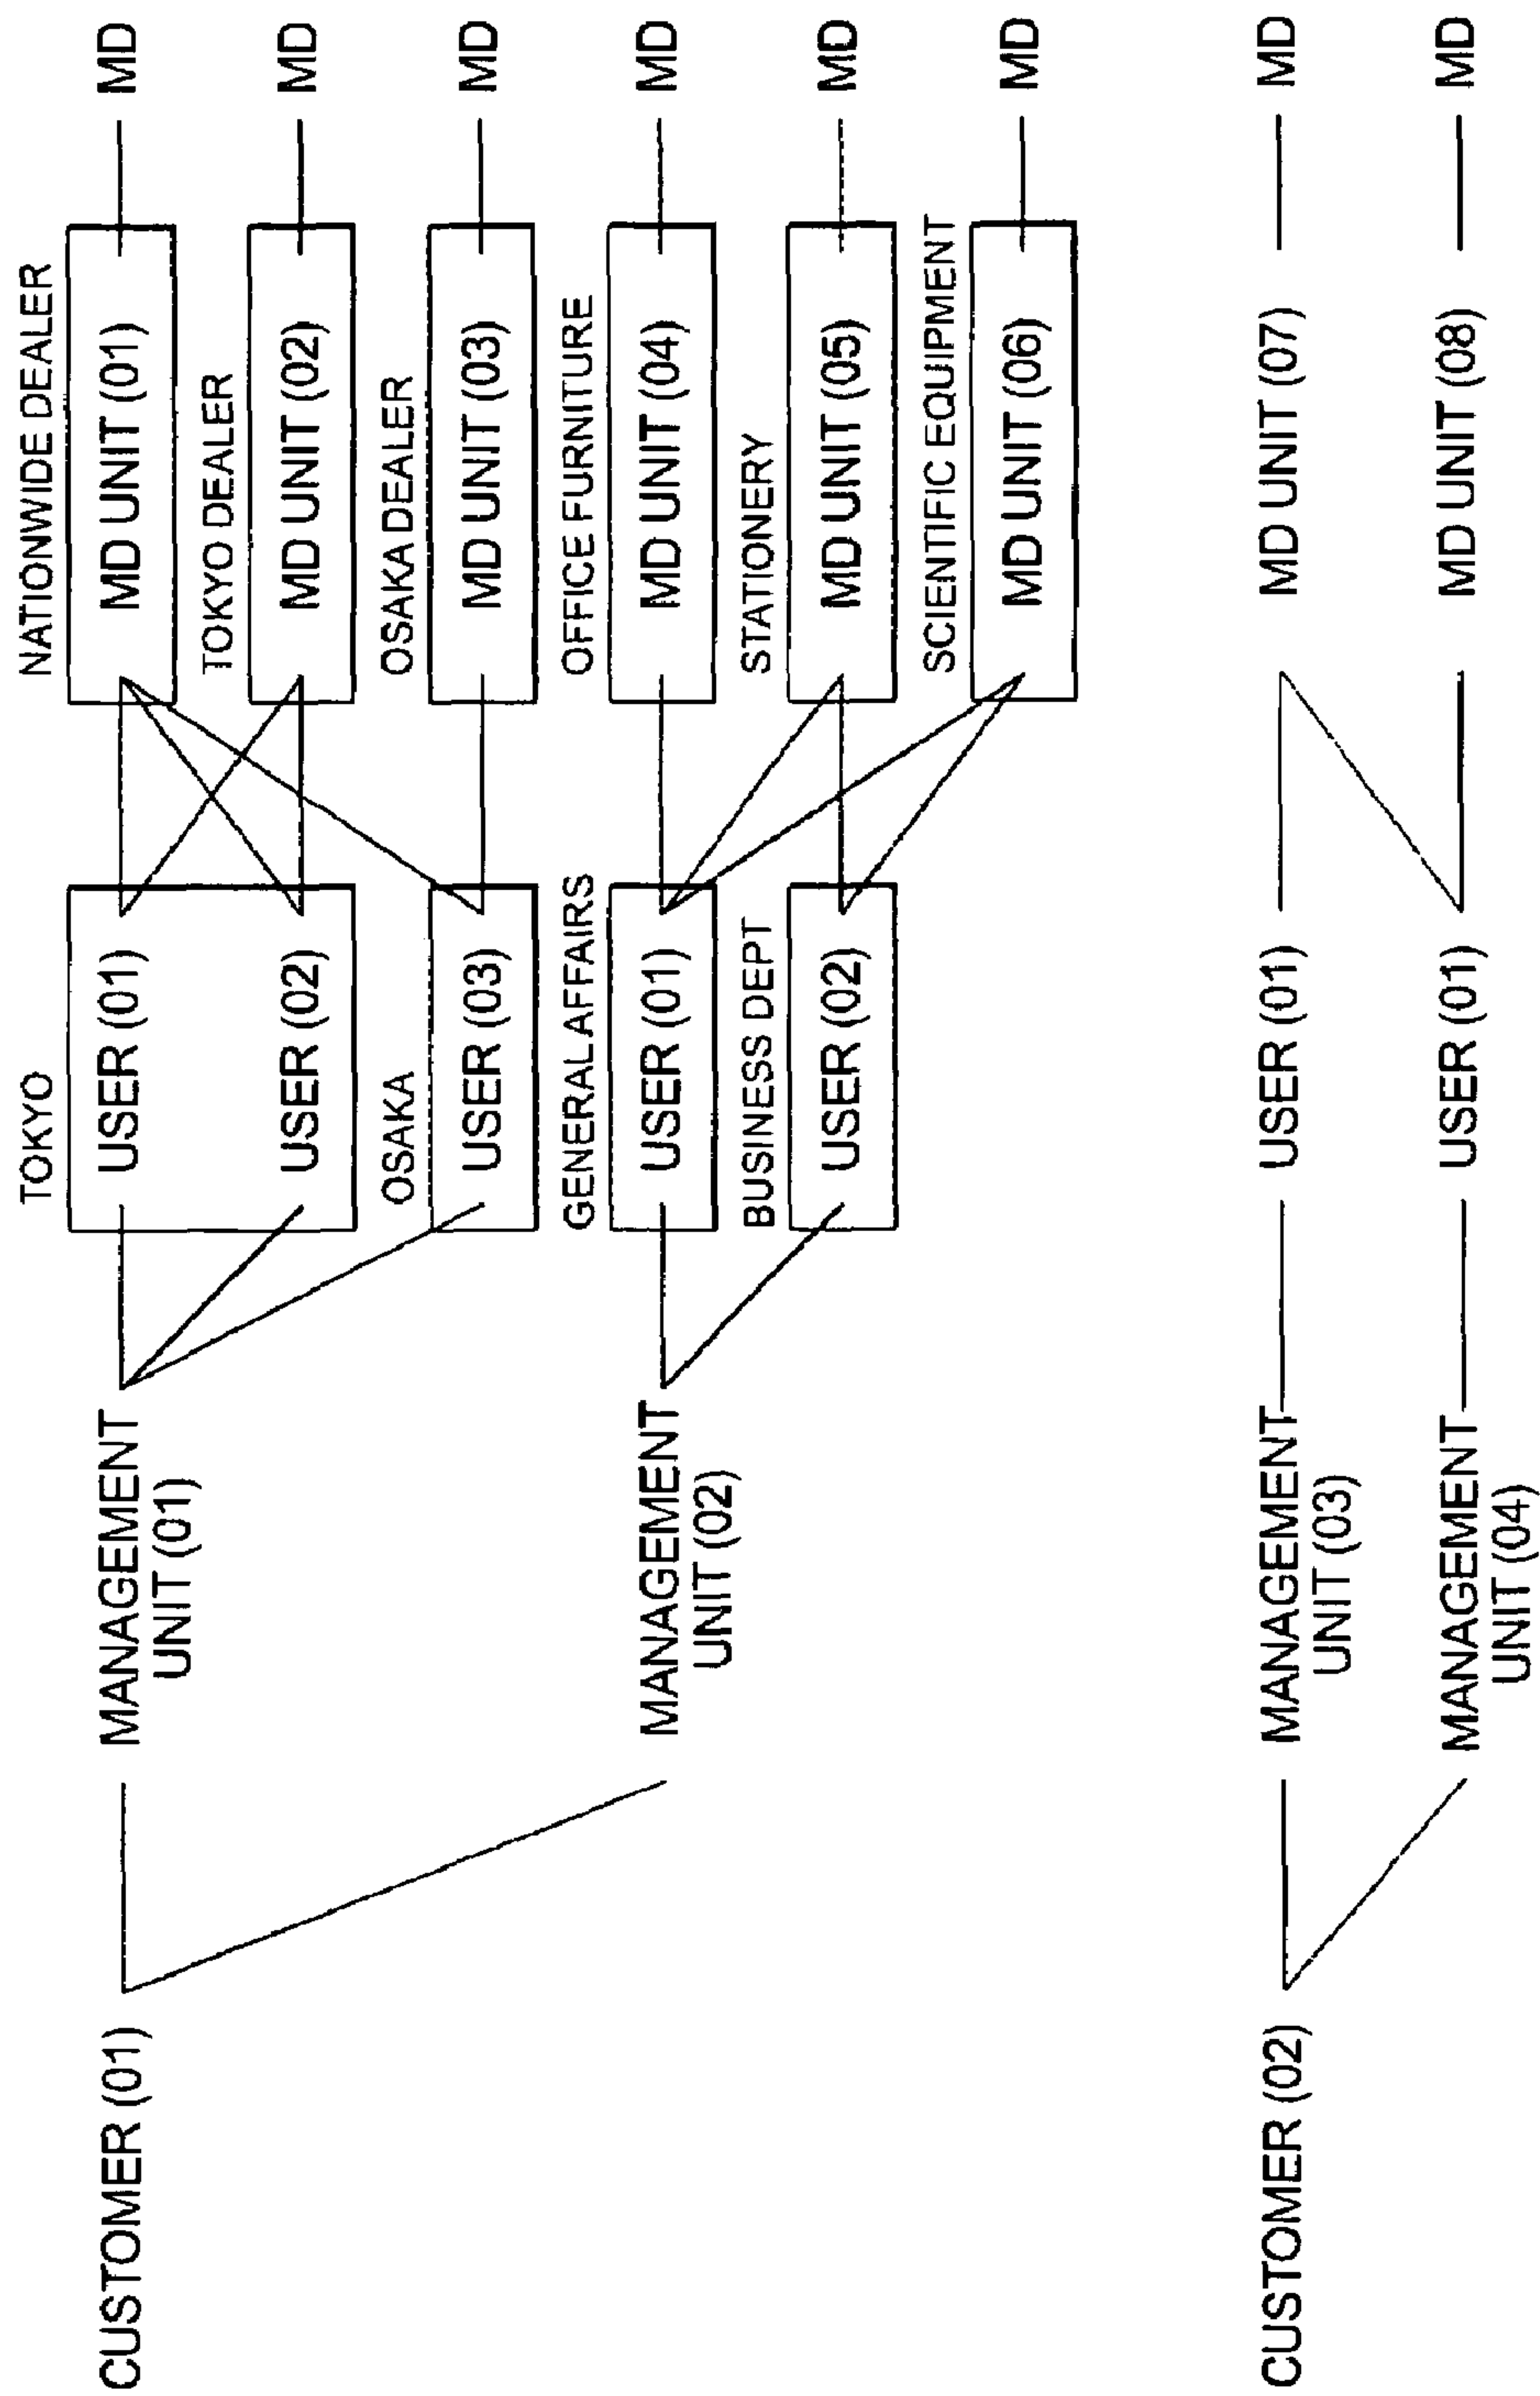 TOKYO
NATIONWIDE DEALER
CUSTOMER (01)
MANAGEMENT
UNIT (01)
USER (01)
MD UNIT (01)
MD
TOKYO DEALER
USER (02)
MD UNIT (02)
MD
OSAKA
OSAKA DEALER
USER (03)
MD UNIT (03)
MD
GENERALAFFAIRS
OFFICE FURNITURE
MANAGEMENT
UNIT (02)
USER (01)
MD UNIT (04)
MD
BUSINESS DEPT
STATIONERY
USER (02)
MD UNIT (05)
MD
SCIENTIFIC EQUIPMENT
MD UNIT (06)
MD
CUSTOMER (02)
MANAGEMENT
UNIT (03)
USER (01)
MD UNIT (07)
MD
MANAGEMENT
UNIT (04)
USER (01)
MD UNIT (08)
MD